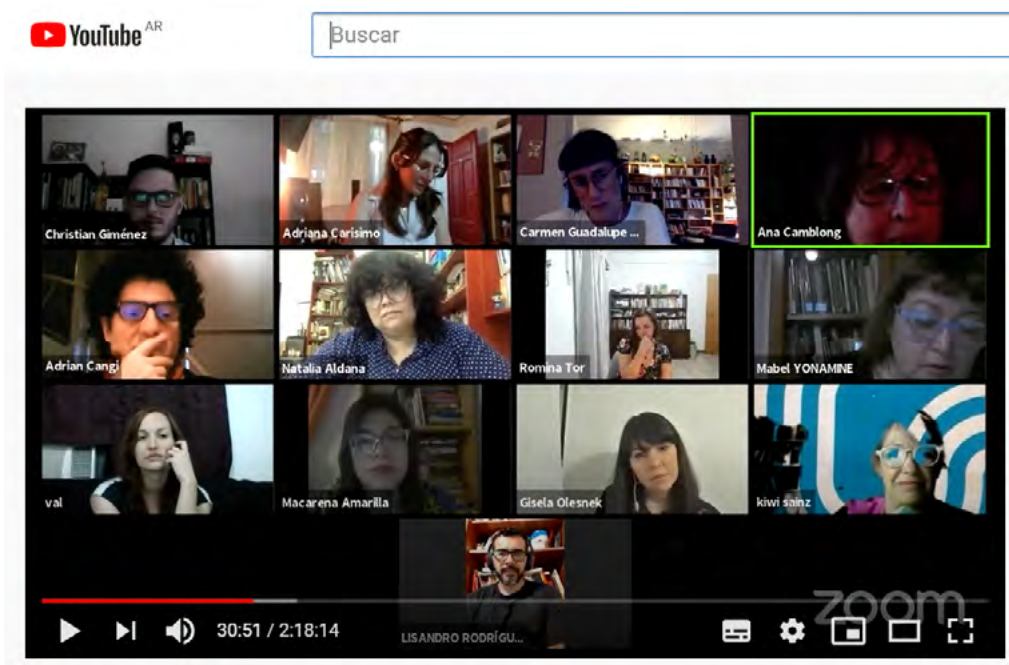 YouTube AR
Buscar
Christian Giménez
Adriana Carisimo
Carmen Guadalupe ...
Ana Camblong
Adrian Cangi
Natalia Aldana
Romina Tor
Mabel YONAMINE
val
Macarena Amarilla
Gisela Olesnek
kiwi sainz
zoom
30:51 / 2:18:14
LISANDRO RODRÍGU...